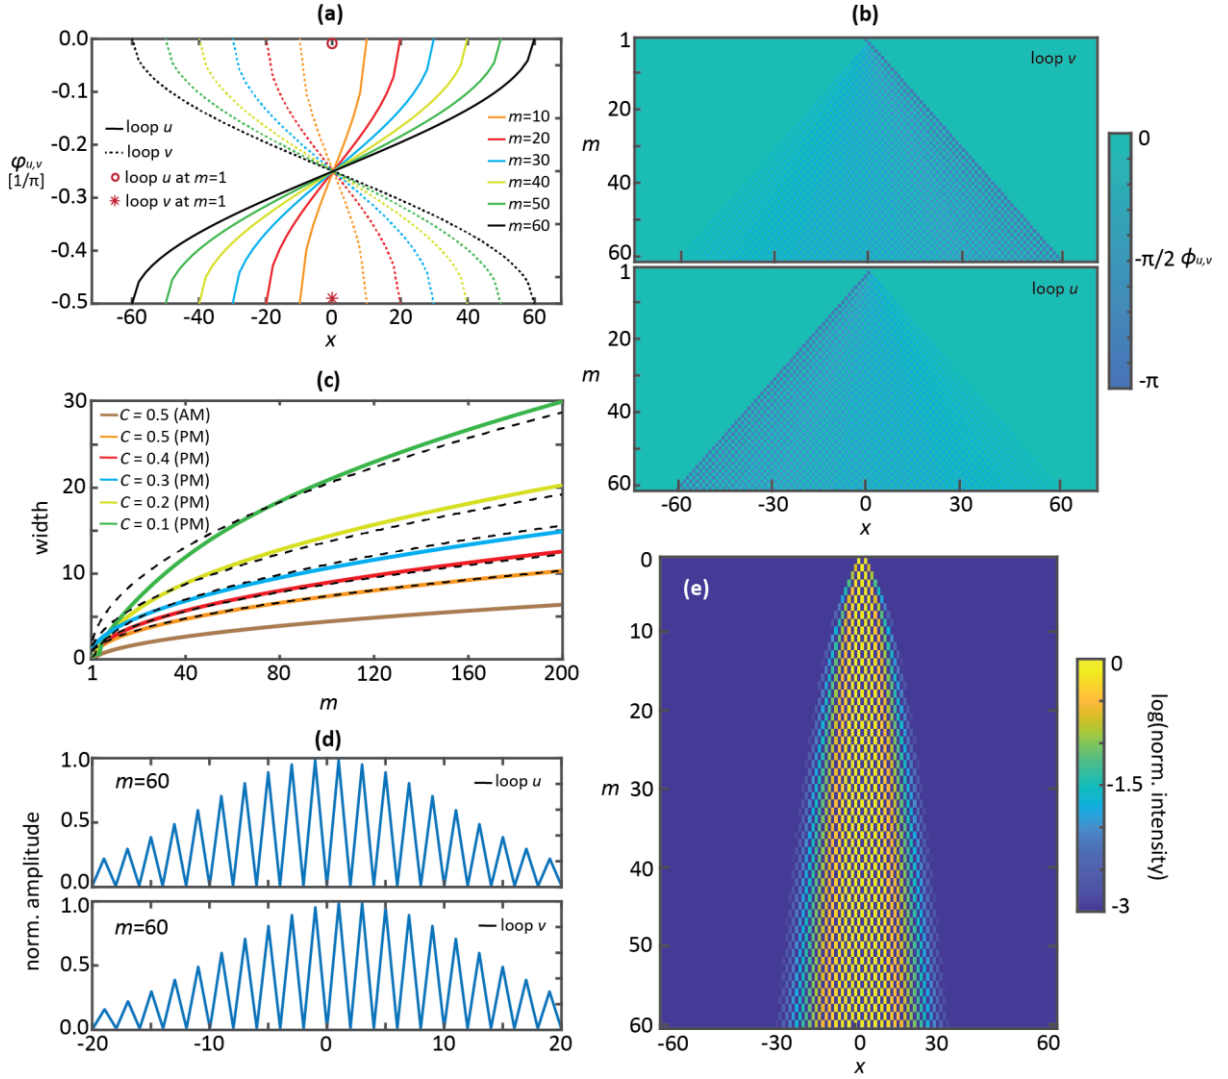 (a)
0.0
-0.1
-0.2
-0.3
-0.4
-0.5
φu,v
[1/π]
loop u
loop v
loop u at m=1
loop v at m=1
m=10
m=20
m=30
m=40
m=50
m=60
-60
-40
-20
0
20
40
60
x
(b)
1
20
40
60
m
loop v
1
20
40
60
m
loop u
-60
-30
0
30
60
x
0
-π/2 ϕu,v
-π
(c)
30
20
10
0
width
C = 0.5 (AM)
C = 0.5 (PM)
C = 0.4 (PM)
C = 0.3 (PM)
C = 0.2 (PM)
C = 0.1 (PM)
1
40
80
120
160
200
m
(d)
1.0
0.5
0.0
m=60
loop u
1.0
0.5
0.0
m=60
loop v
norm. amplitude
-20
-10
0
10
20
(e)
0
10
20
30
40
50
60
m
-60
-30
0
30
60
x
0
-1.5
-3
log(norm. intensity)